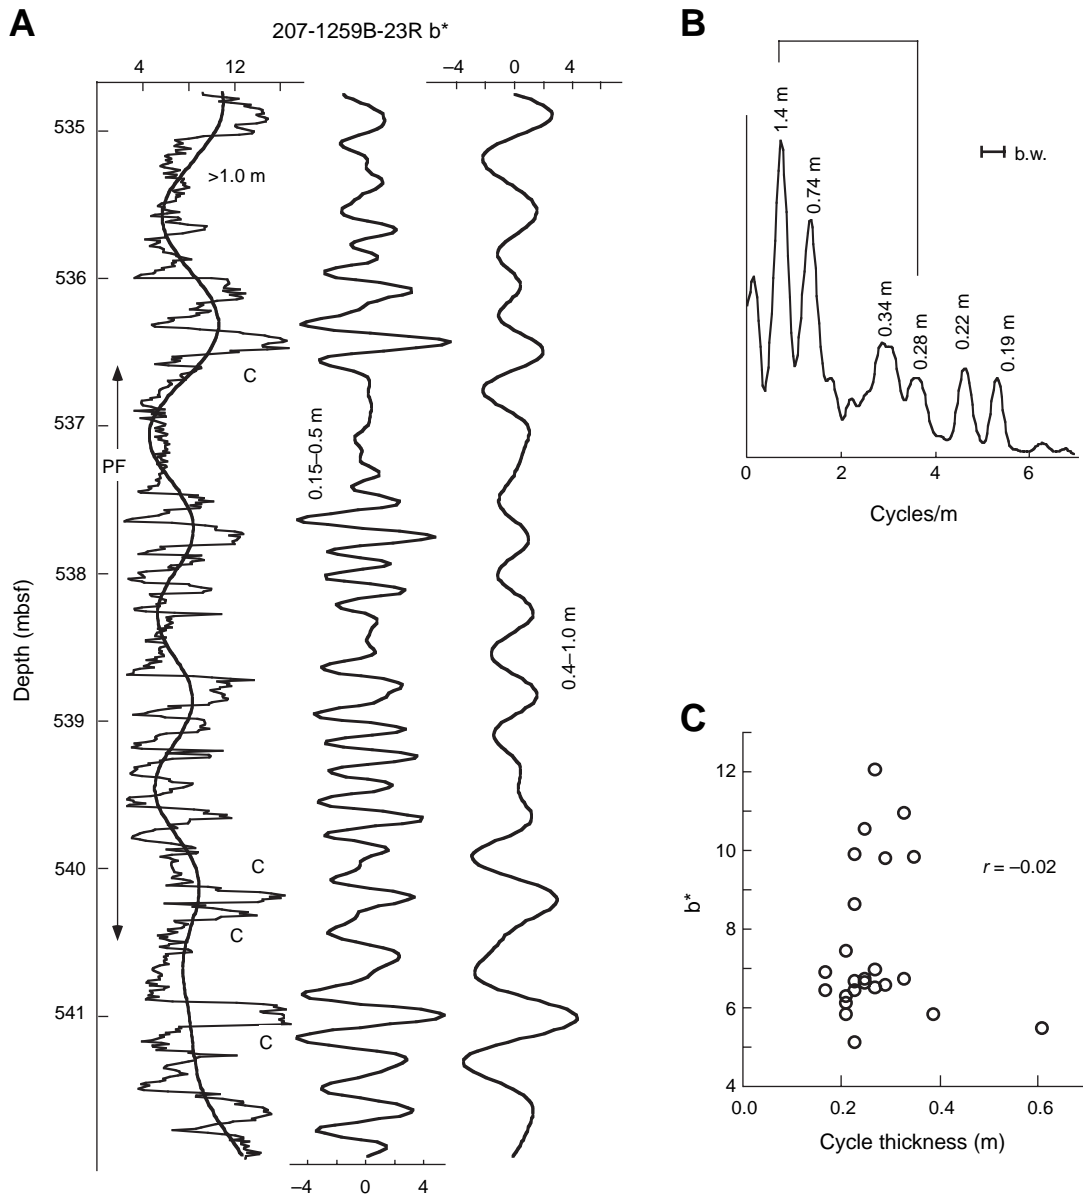 A
207-1259B-23R b*
4 12
–4 0 4
535
>1.0 m
536
C
537
PF
0.15–0.5 m
538
Depth (mbsf)
0.4–1.0 m
539
C
540
C
541
C
–4 0 4
B
1.4 m
0.74 m
b.w.
0.34 m
0.28 m
0.22 m
0.19 m
0 2 4 6
Cycles/m
C
12
10
r = –0.02
b*
8
6
4
0.0 0.2 0.4 0.6
Cycle thickness (m)